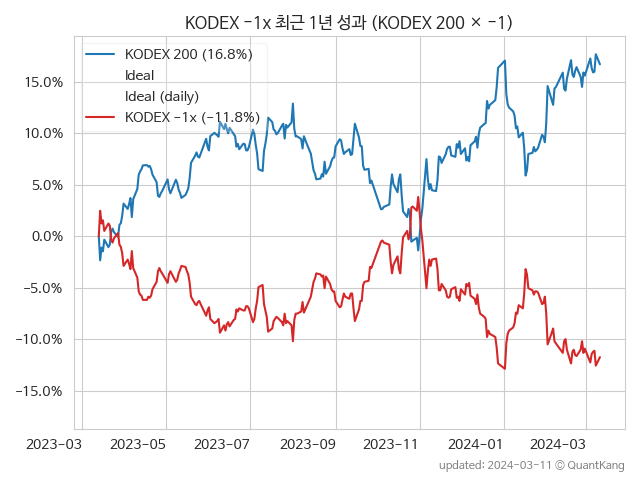 KODEX -1x 최근 1년 성과 (KODEX 200 × -1)
KODEX 200 (16.8%)
Ideal
Ideal (daily)
KODEX -1x (-11.8%)
15.0%
10.0%
5.0%
0.0%
-5.0%
-10.0%
-15.0%
2023-03 2023-05 2023-07 2023-09 2023-11 2024-01 2024-03
updated: 2024-03-11 © QuantKang